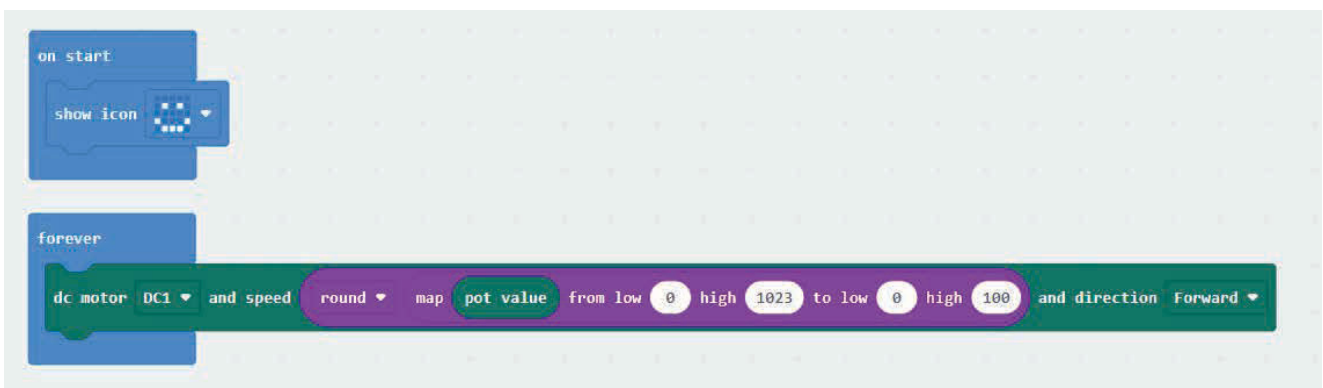 on start
show icon
forever
dc motor DC1 and speed round map pot value from low 0 high 1023 to low 0 high 100 and direction Forward